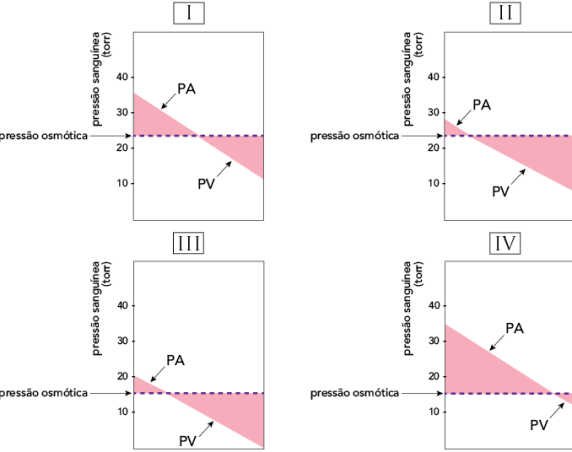 I
pressão sanguínea
(torr)
40
30
20
10
PA
pressão osmótica
PV
II
pressão sanguínea
(torr)
40
30
20
10
PA
pressão osmótica
PV
III
pressão sanguínea
(torr)
40
30
20
10
PA
pressão osmótica
PV
IV
pressão sanguínea
(torr)
40
30
20
10
PA
pressão osmótica
PV